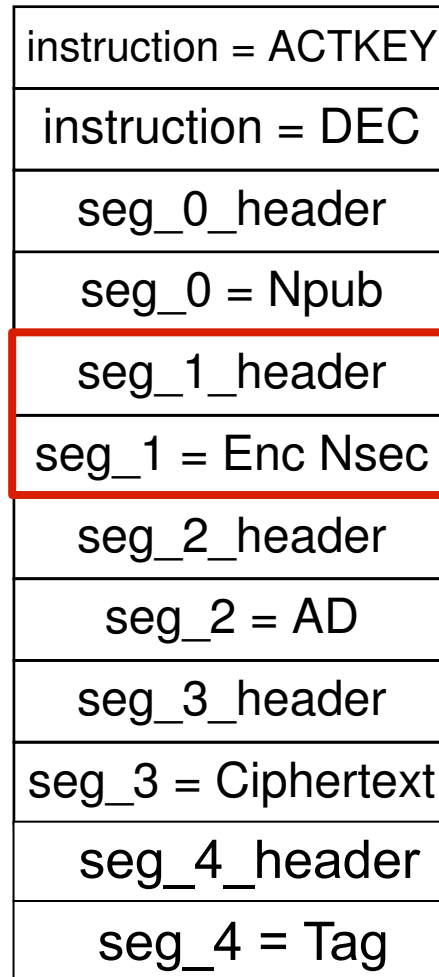 instruction = ACTKEY
instruction = DEC
seg_0_header
seg_0 = Npub
seg_1_header
seg_1 = Enc Nsec
seg_2_header
seg_2 = AD
seg_3_header
seg_3 = Ciphertext
seg_4_header
seg_4 = Tag